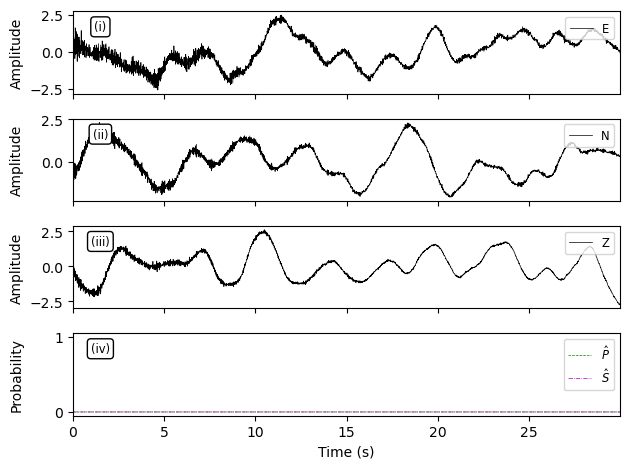 2.5
0.0
−2.5
Amplitude
(i)
E
2.5
0.0
Amplitude
(ii)
N
2.5
0.0
−2.5
Amplitude
(iii)
Z
1
0
Probability
(iv)
P̂
Ŝ
0 5 10 15 20 25
Time (s)